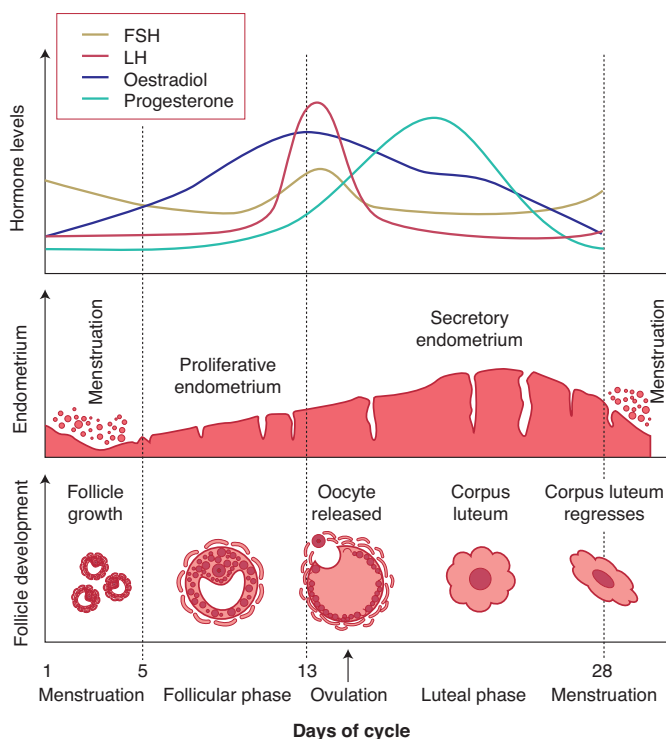 FSH
LH
Oestradiol
Progesterone
Hormone levels
Endometrium
Menstruation
Proliferative
endometrium
Secretory
endometrium
Menstruation
Follicle development
Follicle
growth
Oocyte
released
Corpus
luteum
Corpus luteum
regresses
1
5
13
28
Menstruation
Follicular phase
Ovulation
Luteal phase
Menstruation
Days of cycle